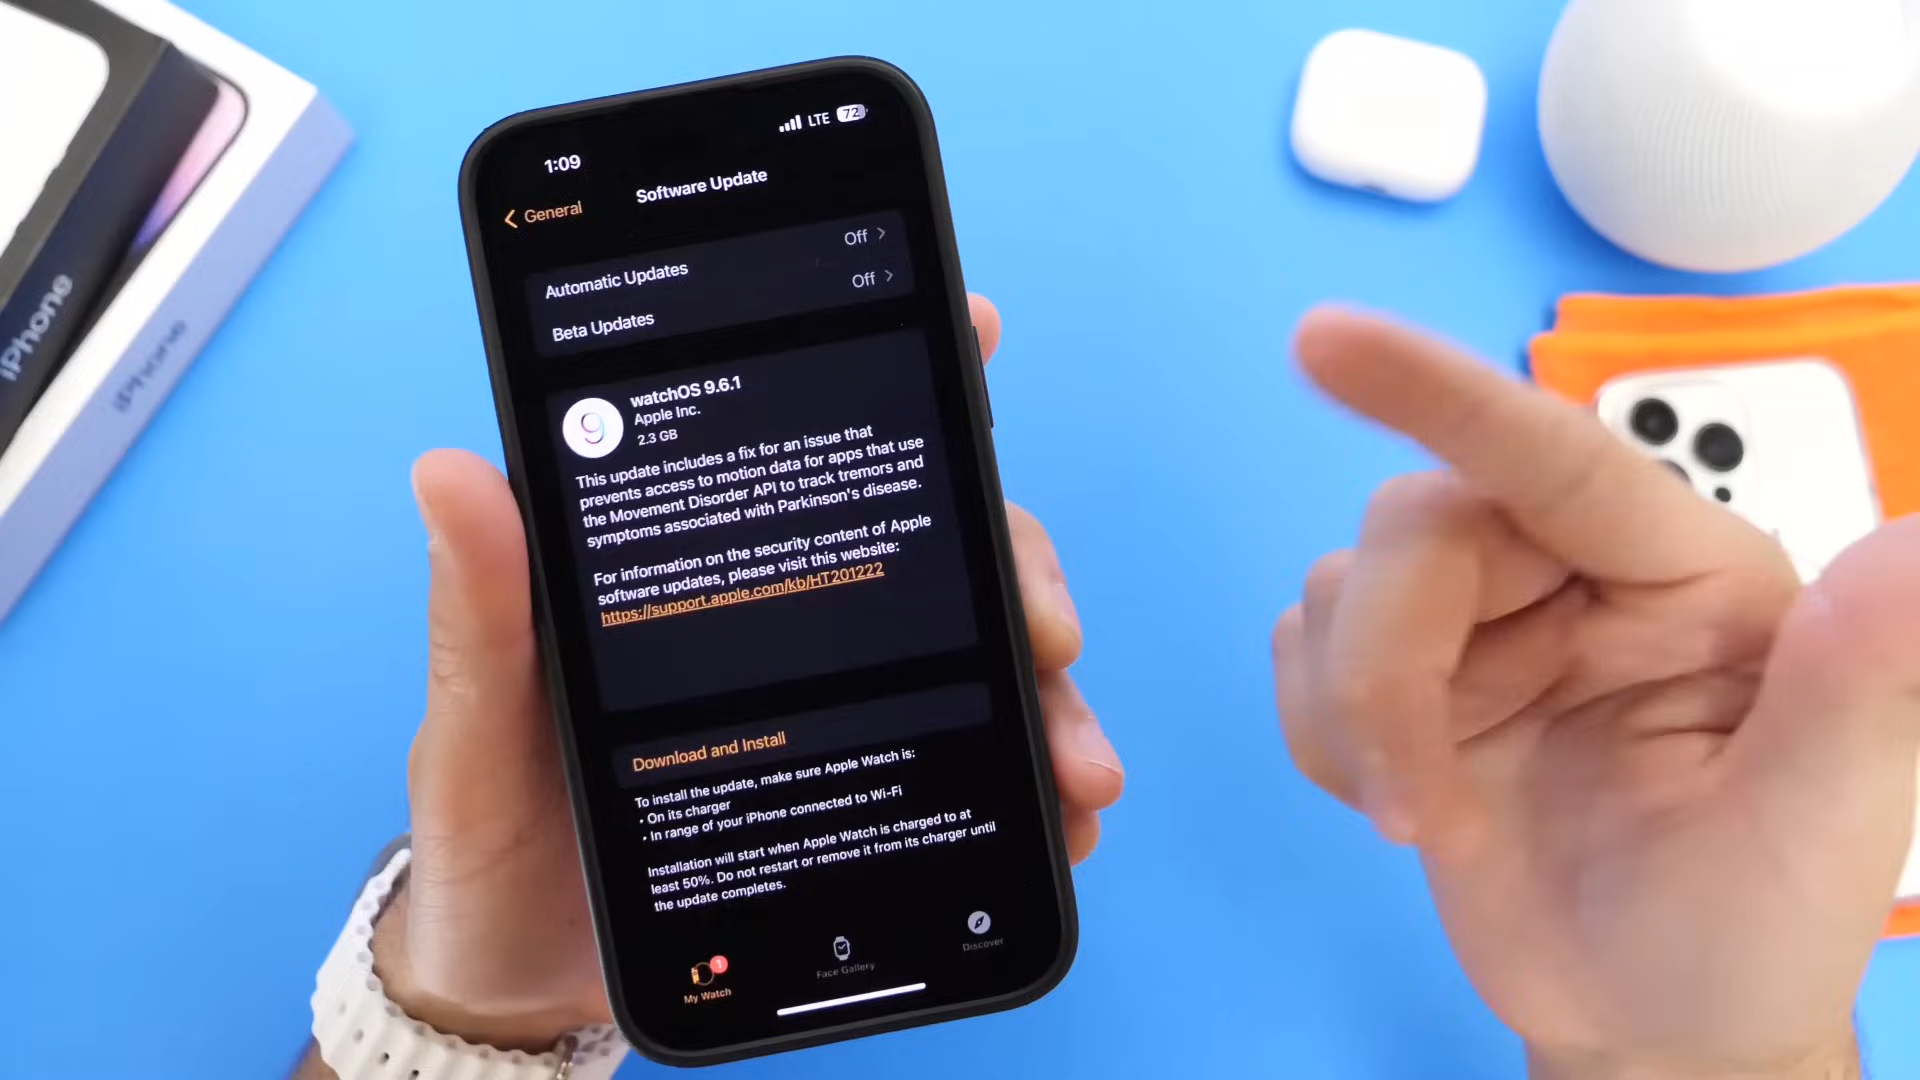 1:09
LTE
72
General
Software Update
Automatic Updates
Off
Beta Updates
Off
9
watchOS 9.6.1
Apple Inc.
2.3 GB
This update includes a fix for an issue that
prevents access to motion data for apps that use
the Movement Disorder API to track tremors and
symptoms associated with Parkinson's disease.
For information on the security content of Apple
software updates, please visit this website:
https://support.apple.com/kb/HT201222
Download and Install
To install the update, make sure Apple Watch is:
• On its charger
• In range of your iPhone connected to Wi-Fi
Installation will start when Apple Watch is charged to at
least 50%. Do not restart or remove it from its charger until
the update completes.
1
My Watch
Face Gallery
Discover
iPhone
iPhone